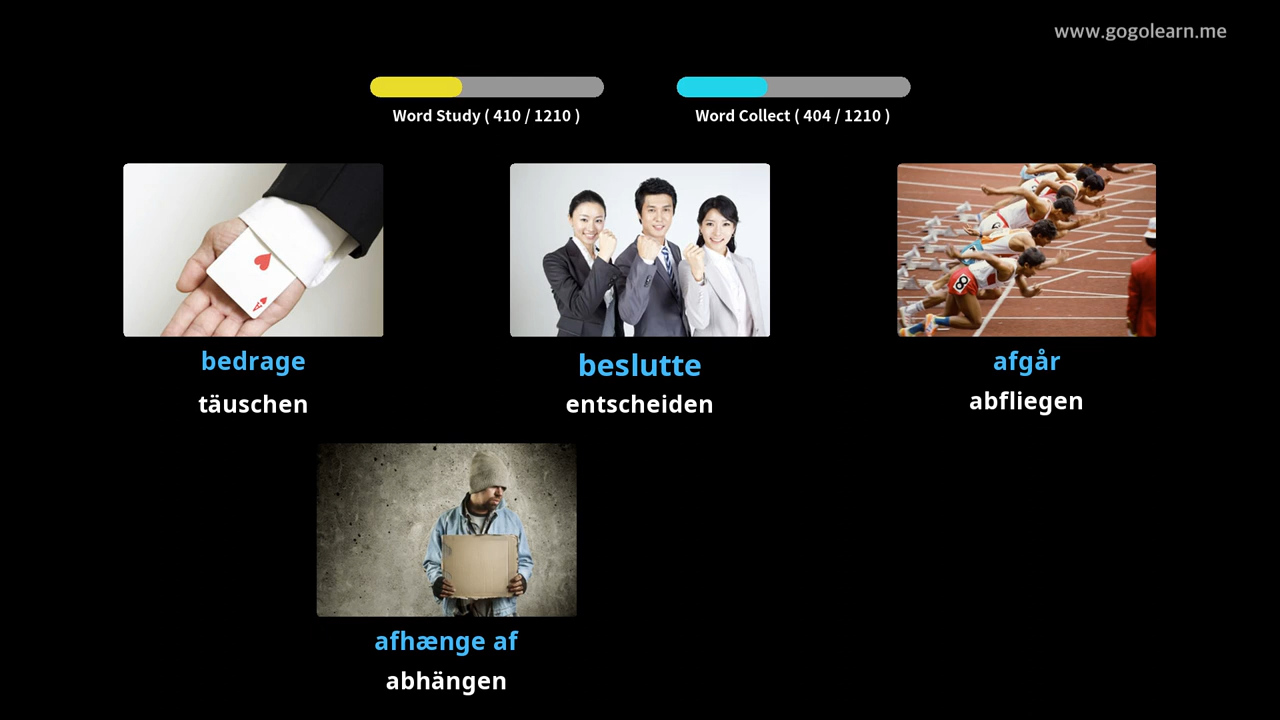 www.gogolearn.me
Word Study ( 410 / 1210 )
Word Collect ( 404 / 1210 )
bedrage
täuschen
beslutte
entscheiden
8
afgår
abfliegen
afhænge af
abhängen